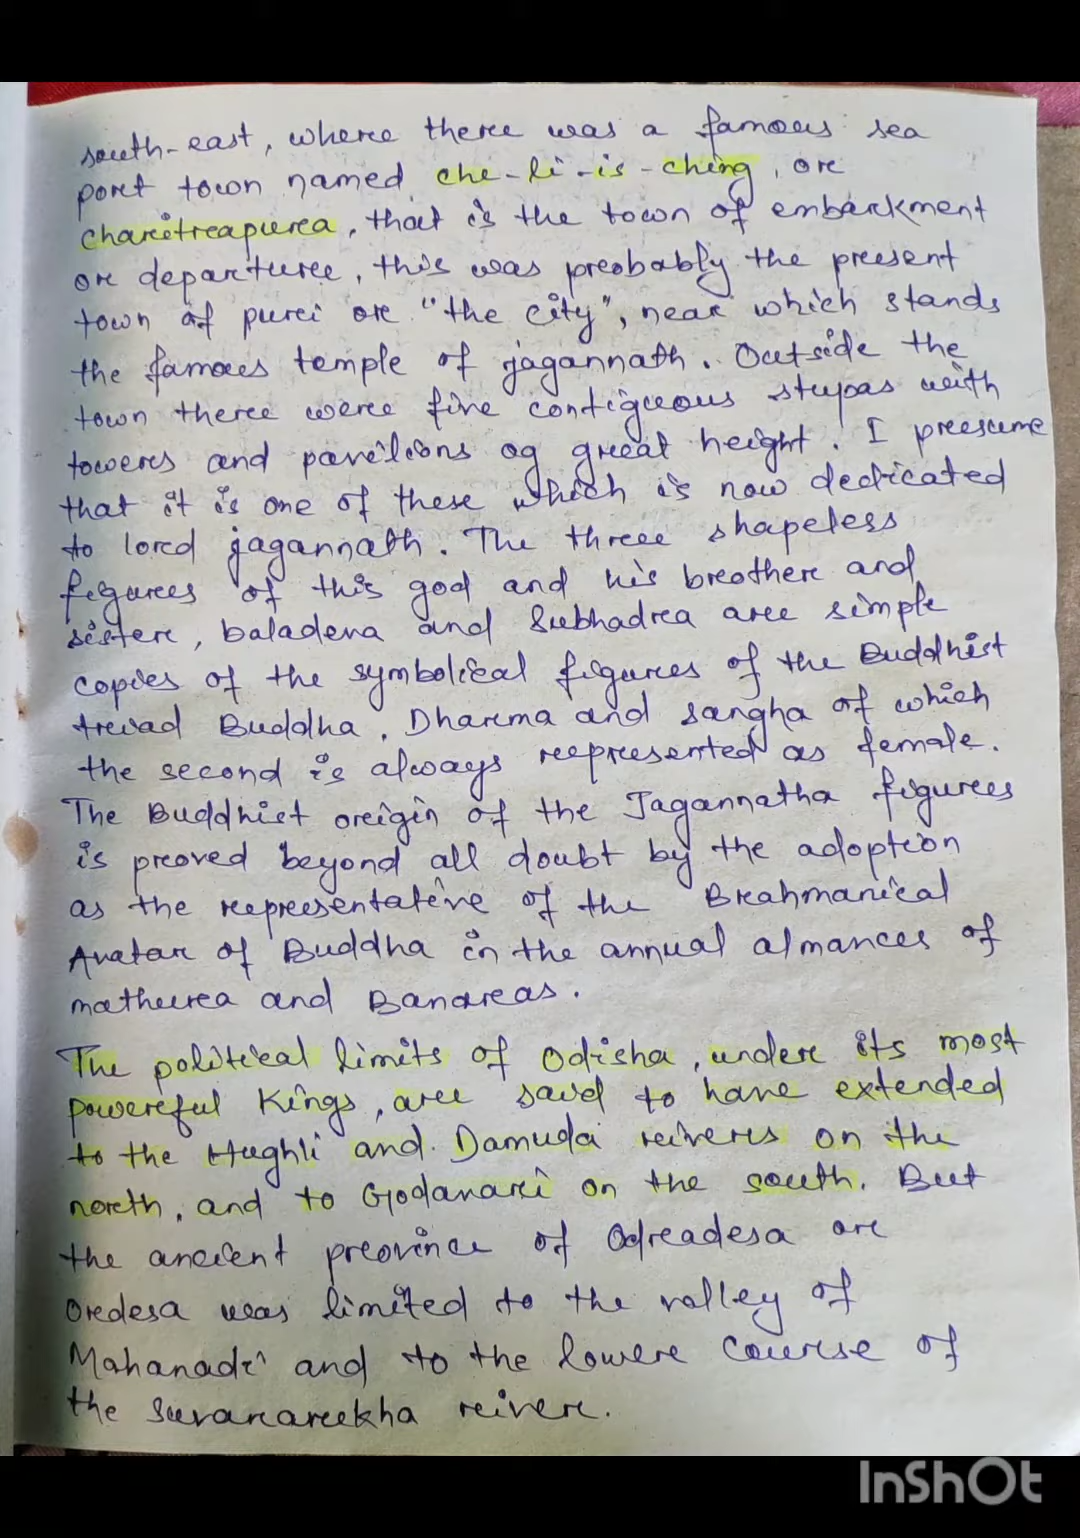 south-east, where there was a famous sea
port town named che-li-is-ching, or
charitrapura, that is the town of embarkment
or departure, this was probably the present
town of puri or "the city", near which stands
the famous temple of jagannath. Outside the
town there were five contiguous stupas with
towers and pavilions og great height. I presume
that it is one of these which is now dedicated
to lord jagannath. The three shapeless
figures of this god and his brother and
sister, baladeva and Subhadra are simple
copies of the symbolical figures of the Buddhist
triad Buddha, Dharma and sangha of which
the second is always represented as female.
The Buddhist origin of the Jagannatha figures
is proved beyond all doubt by the adoption
as the representative of the Brahmanical
Avatar of Buddha in the annual almances of
mathura and Banaras.
The political limits of Odisha, under its most
powerful Kings, are said to have extended
to the Hughli and Damuda rivers on the
north, and to Godavari on the south. But
the ancient province of Odradesa or
Ordesa was limited to the valley of
Mahanadi and to the lower course of
the Suvarnarekha river.
InShOt